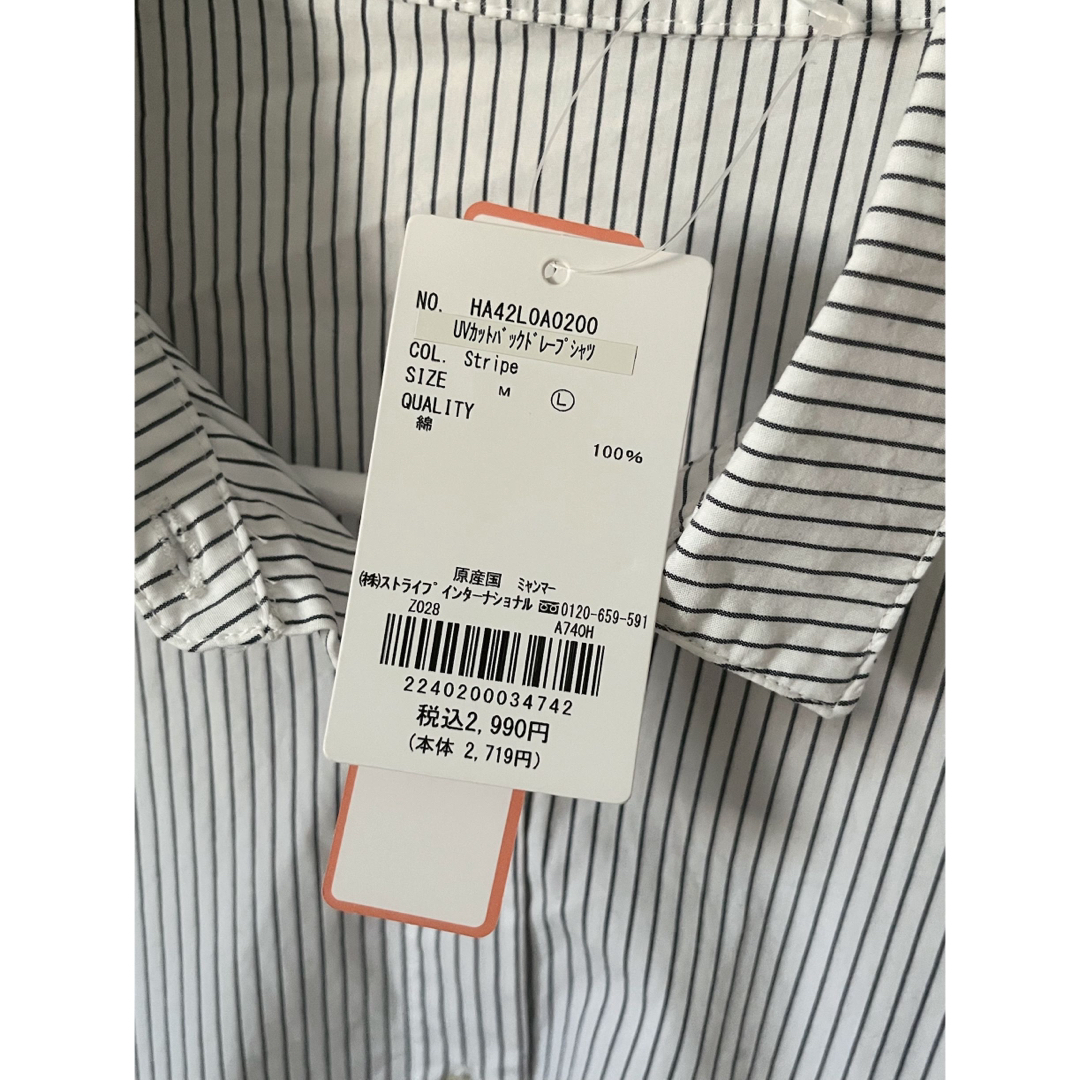 NO. HA42L0A0200
UVカットバックドレープシャツ
COL. Stripe
SIZE M Ⓛ
QUALITY
綿
100%
原産国 ミャンマー
㈱ストライプ インターナショナル 0120-659-591
Z028 A740H
2240200034742
税込2,990円
(本体 2,719円)